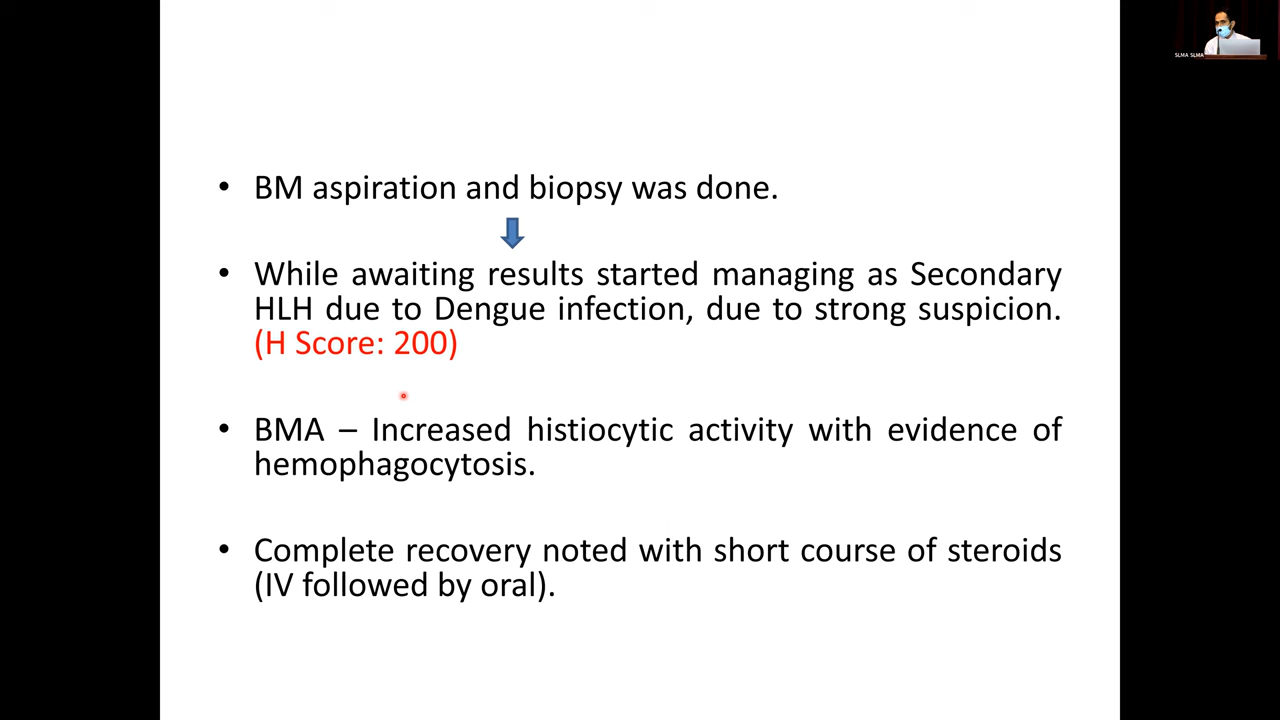 SLMA SLMA
• BM aspiration and biopsy was done.
• While awaiting results started managing as Secondary
HLH due to Dengue infection, due to strong suspicion.
(H Score: 200)
• BMA – Increased histiocytic activity with evidence of
hemophagocytosis.
• Complete recovery noted with short course of steroids
(IV followed by oral).